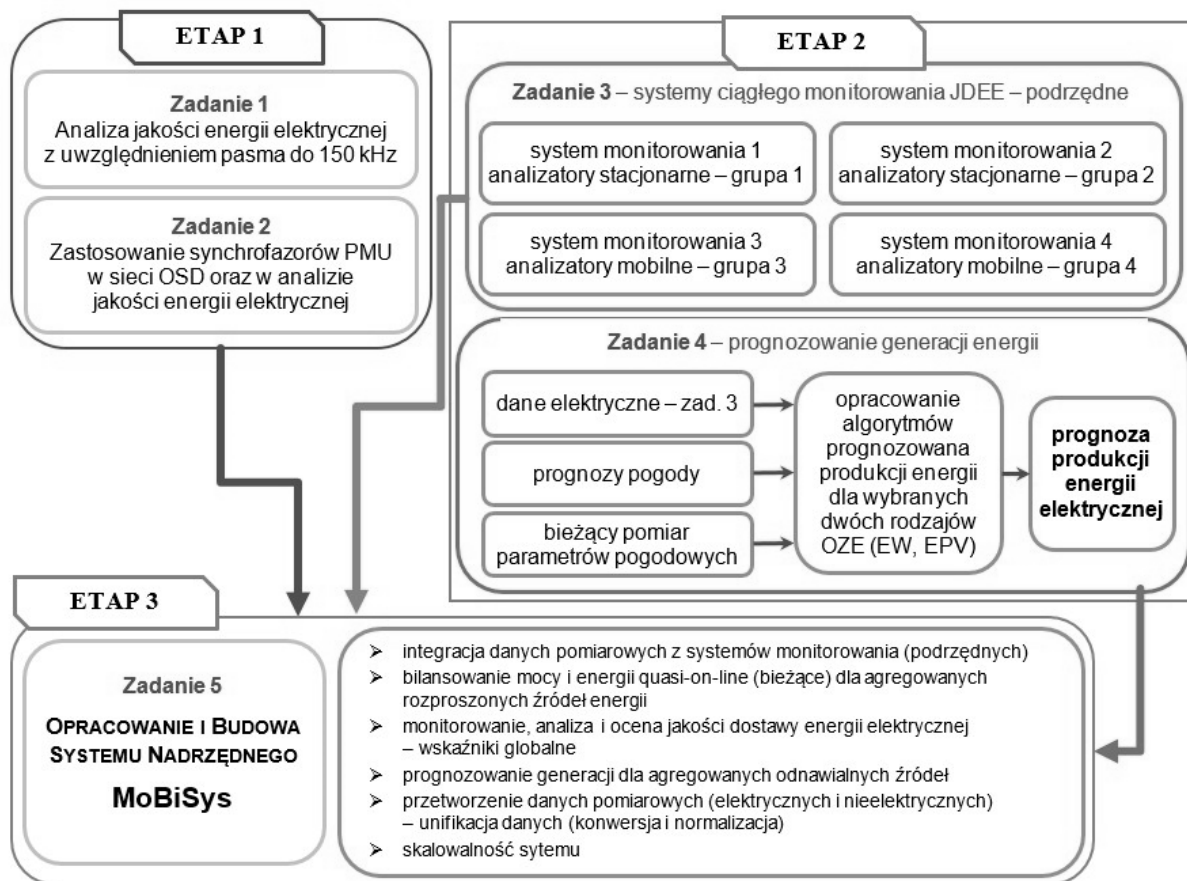 ETAP 1
Zadanie 1
Analiza jakości energii elektrycznej
z uwzględnieniem pasma do 150 kHz
Zadanie 2
Zastosowanie synchrofazorów PMU
w sieci OSD oraz w analizie
jakości energii elektrycznej
ETAP 2
Zadanie 3 – systemy ciągłego monitorowania JDEE – podrzędne
system monitorowania 1
analizatory stacjonarne – grupa 1
system monitorowania 2
analizatory stacjonarne – grupa 2
system monitorowania 3
analizatory mobilne – grupa 3
system monitorowania 4
analizatory mobilne – grupa 4
Zadanie 4 – prognozowanie generacji energii
dane elektryczne – zad. 3
prognozy pogody
bieżący pomiar
parametrów pogodowych
opracowanie
algorytmów
prognozowana
produkcji energii
dla wybranych
dwóch rodzajów
OZE (EW, EPV)
prognoza
produkcji
energii
elektrycznej
ETAP 3
Zadanie 5
OPRACOWANIE I BUDOWA
SYSTEMU NADRZĘDNEGO
MoBiSys
➤ integracja danych pomiarowych z systemów monitorowania (podrzędnych)
➤ bilansowanie mocy i energii quasi-on-line (bieżące) dla agregowanych
rozproszonych źródeł energii
➤ monitorowanie, analiza i ocena jakości dostawy energii elektrycznej
– wskaźniki globalne
➤ prognozowanie generacji dla agregowanych odnawialnych źródeł
➤ przetworzenie danych pomiarowych (elektrycznych i nieelektrycznych)
– unifikacja danych (konwersja i normalizacja)
➤ skalowalność sytemu